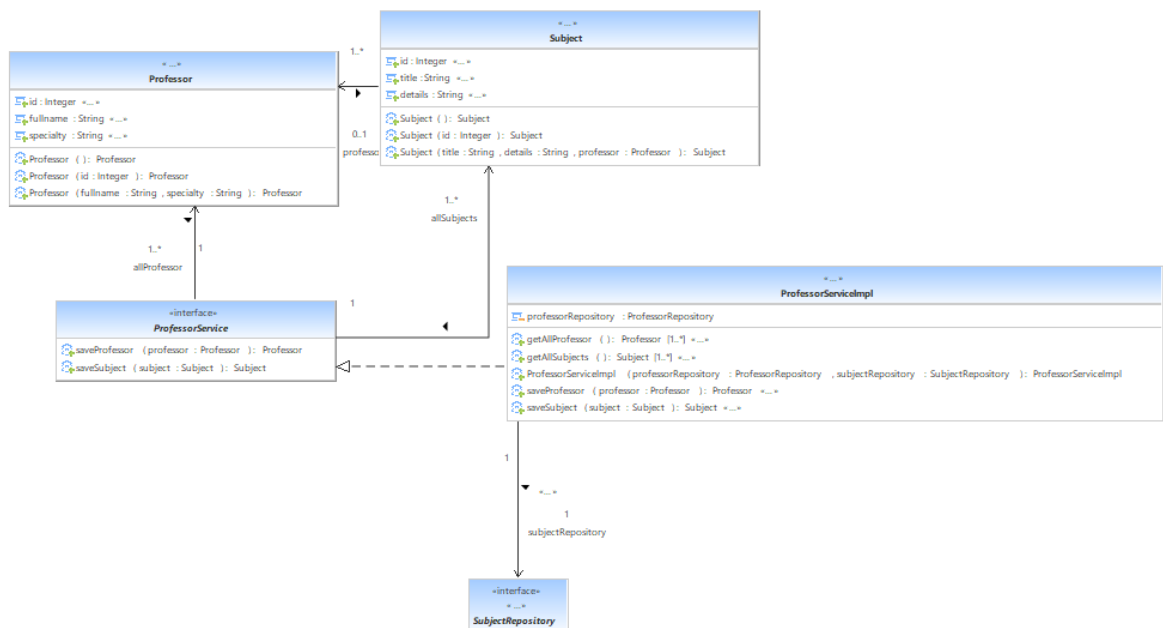 «...»
Subject
id : Integer «...»
title : String «...»
details : String «...»
Subject ( ): Subject
Subject (id : Integer ): Subject
Subject (title : String , details : String , professor : Professor ): Subject
1..*
0..1
professo
«...»
Professor
id : Integer «...»
fullname : String «...»
specialty : String «...»
Professor ( ): Professor
Professor (id : Integer ): Professor
Professor (fullname : String , specialty : String ): Professor
1..*
allSubjects
1..*
1
allProfessor
«interface»
ProfessorService
saveProfessor (professor : Professor ): Professor
saveSubject (subject : Subject ): Subject
1
«...»
ProfessorServiceImpl
professorRepository : ProfessorRepository
getAllProfessor ( ): Professor [1..*] «...»
getAllSubjects ( ): Subject [1..*] «...»
ProfessorServiceImpl (professorRepository : ProfessorRepository , subjectRepository : SubjectRepository ): ProfessorServiceImpl
saveProfessor (professor : Professor ): Professor «...»
saveSubject (subject : Subject ): Subject «...»
1
«...»
1
subjectRepository
«interface»
«...»
SubjectRepository